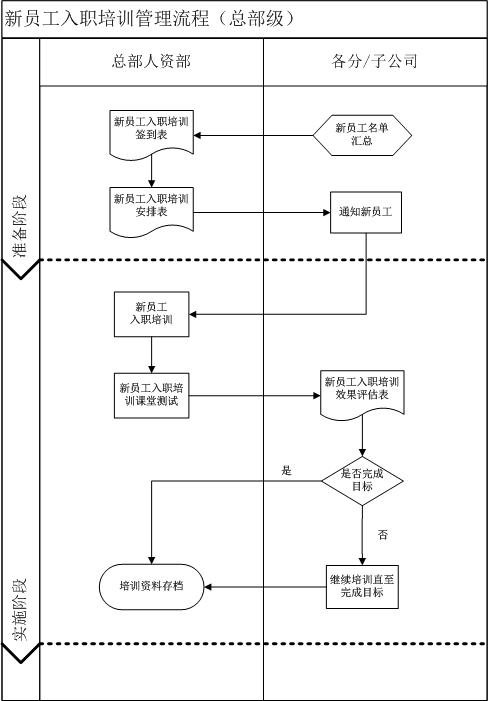 新员工入职培训管理流程（总部级）
总部人资部
各分/子公司
新员工入职培训
签到表
新员工名单
汇总
准备阶段
新员工入职培训
安排表
通知新员工
新员工
入职培训
新员工入职培
训课堂测试
新员工入职培训
效果评估表
是
是否完成
目标
否
实施阶段
培训资料存档
继续培训直至
完成目标